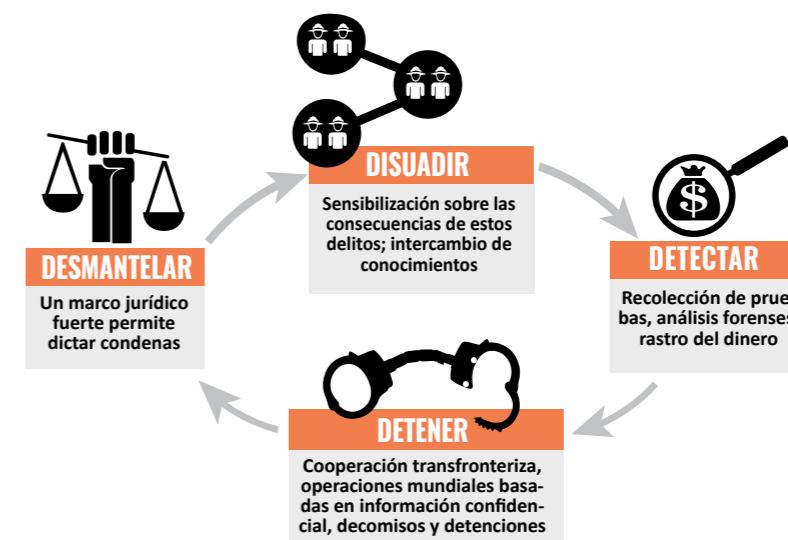 DISUADIR
Sensibilización sobre las
consecuencias de estos
delitos; intercambio de
conocimientos
DETECTAR
Recolección de prue
bas, análisis forenses
rastro del dinero
$
DETENER
Cooperación transfronteriza,
operaciones mundiales basa-
das en información confiden-
cial, decomisos y detenciones
DESMANTELAR
Un marco jurídico
fuerte permite
dictar condenas